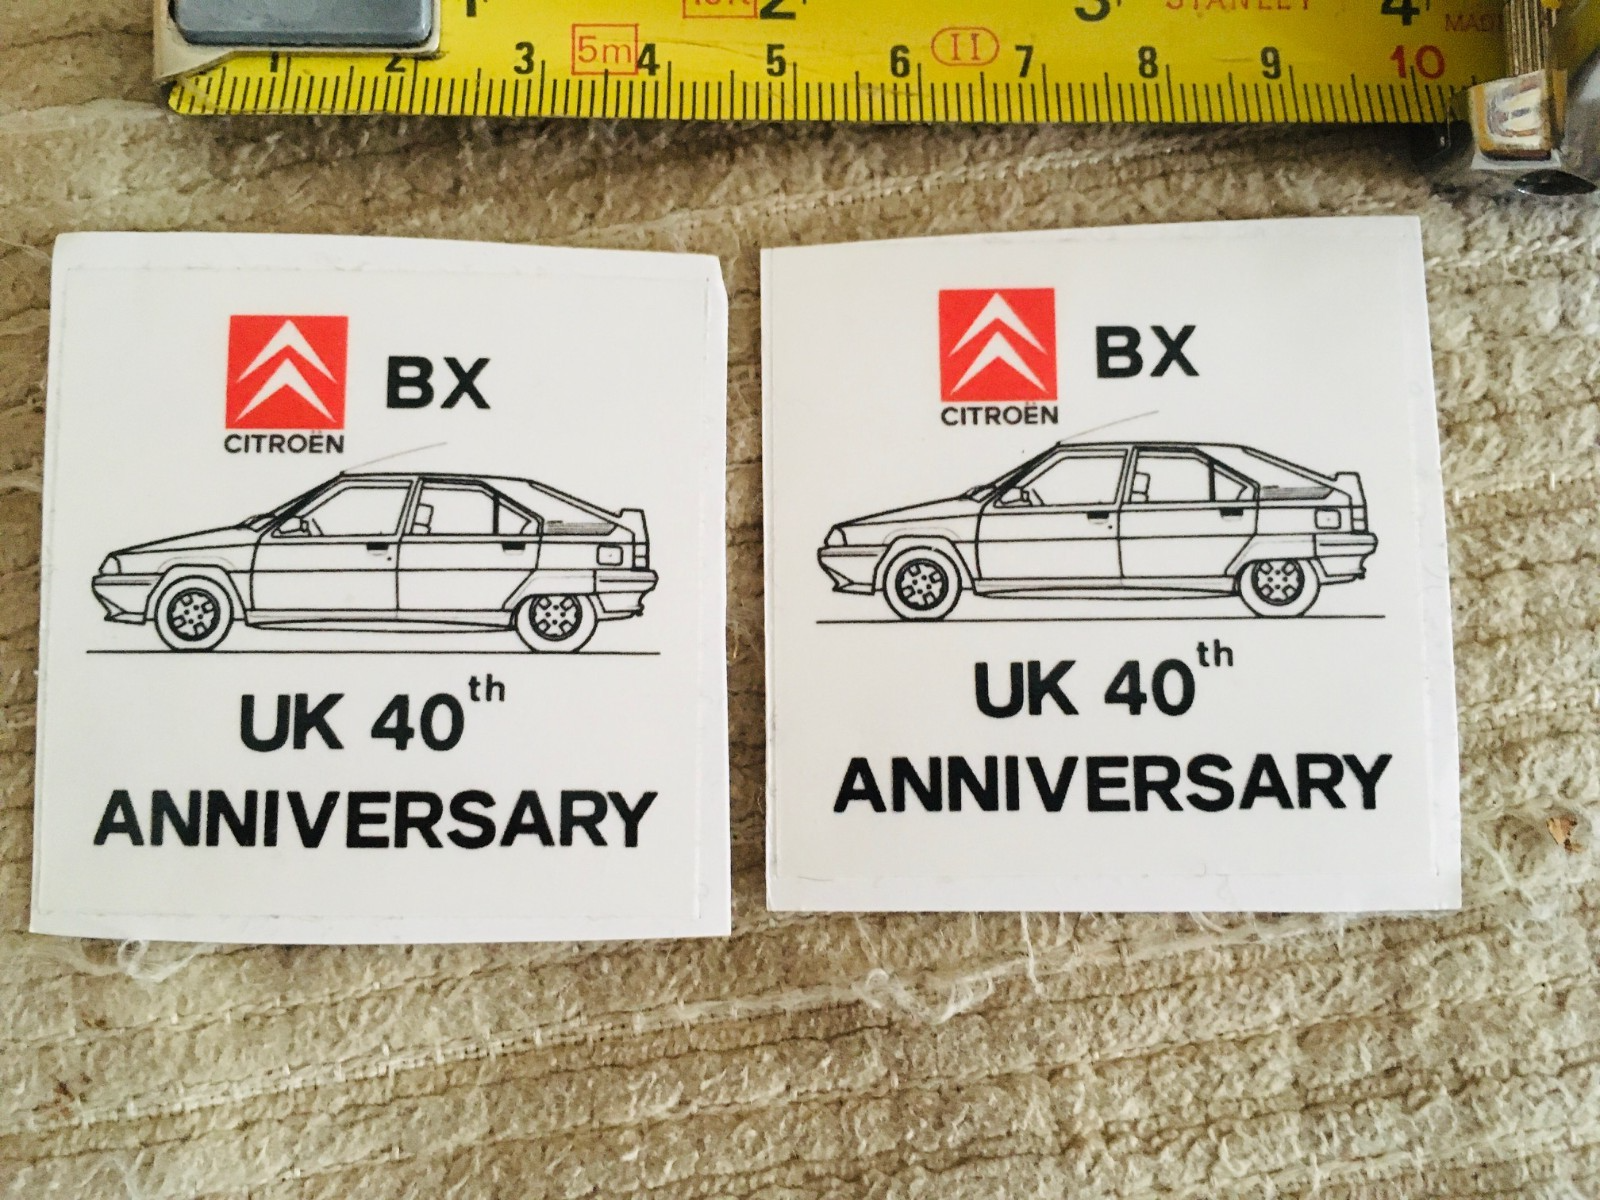 1 2 3 4
STANLEY
1 2 3 5m 4 5 6 II 7 8 9 10
BX
CITROËN
UK 40th
ANNIVERSARY
BX
CITROËN
UK 40th
ANNIVERSARY